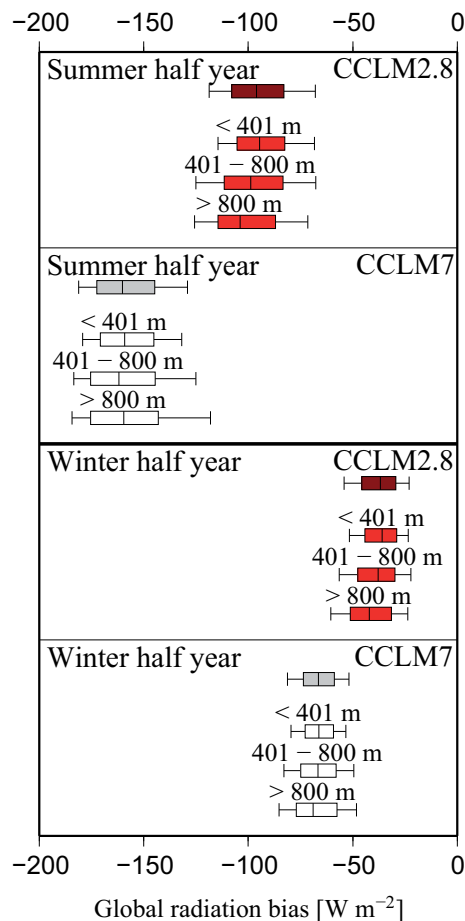 −200 −150 −100 −50 0
Summer half year CCLM2.8
< 401 m
401 − 800 m
> 800 m
Summer half year CCLM7
< 401 m
401 − 800 m
> 800 m
Winter half year CCLM2.8
< 401 m
401 − 800 m
> 800 m
Winter half year CCLM7
< 401 m
401 − 800 m
> 800 m
−200 −150 −100 −50 0
Global radiation bias [W m⁻²]